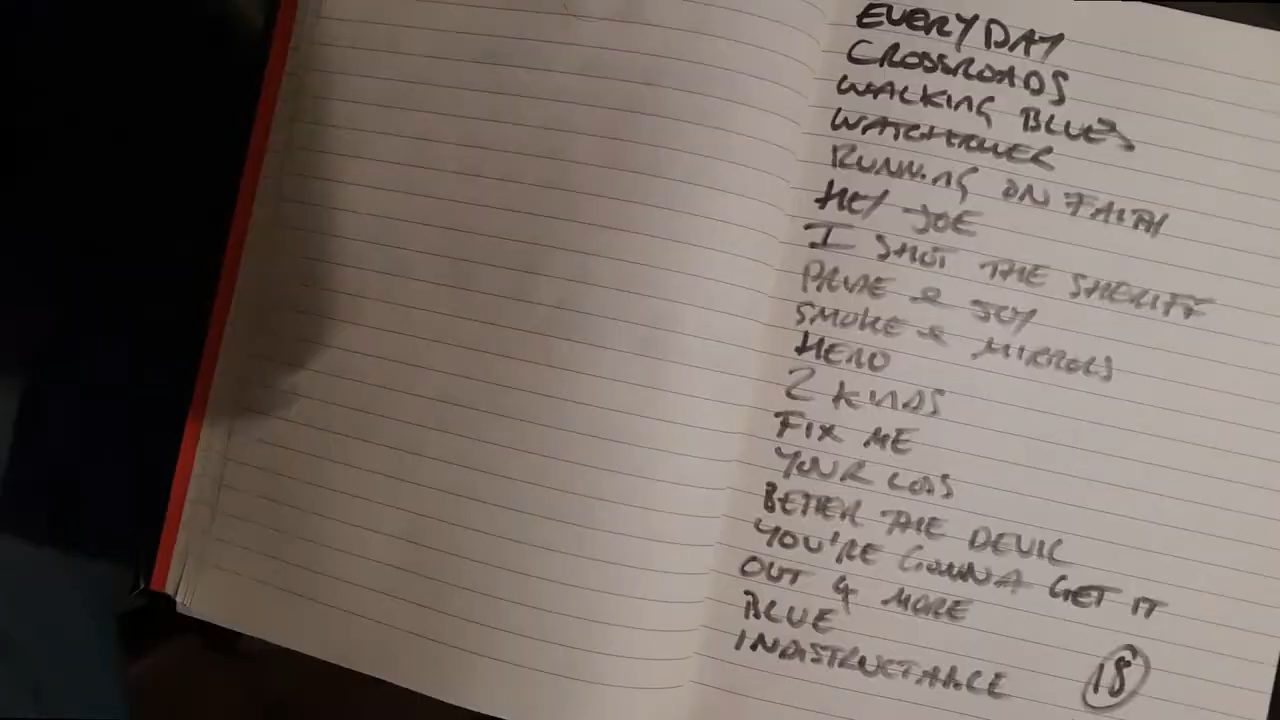 EVERYDAY
CROSSROADS
WALKING BLUES
WATCHTOWER
RUNNING ON FAITH
HEY JOE
I SHOT THE SHERIFF
PRIDE & JOY
SMOKE & MIRRORS
HERO
2 KINDS
FIX ME
YOUR LOSS
BETTER THE DEVIL
YOU'RE GONNA GET IT
OUT 4 MORE
BLUE
INDISTRUCTABLE
18